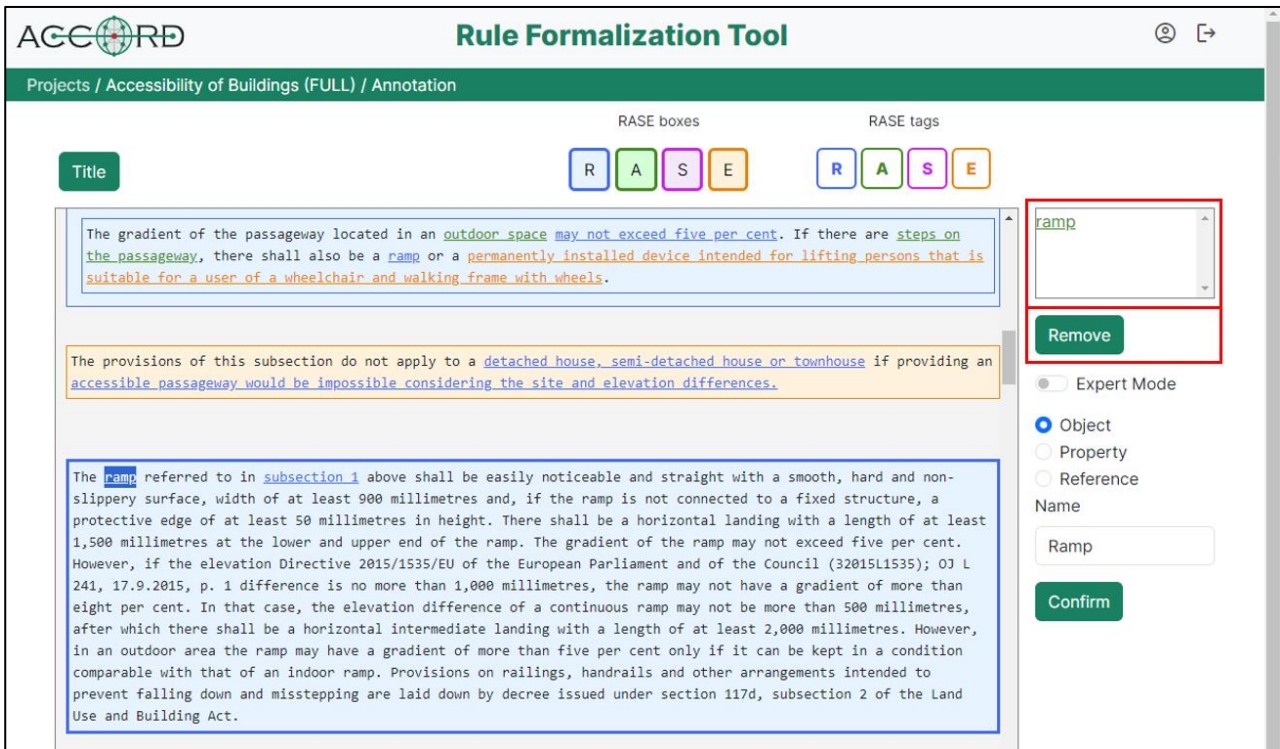 ACCORD
Rule Formalization Tool
Projects / Accessibility of Buildings (FULL) / Annotation
RASE boxes
RASE tags
Title
R A S E
R A S E
The gradient of the passageway located in an outdoor space may not exceed five per cent. If there are steps on
the passageway, there shall also be a ramp or a permanently installed device intended for lifting persons that is
suitable for a user of a wheelchair and walking frame with wheels.
The provisions of this subsection do not apply to a detached house, semi-detached house or townhouse if providing an
accessible passageway would be impossible considering the site and elevation differences.
The ramp referred to in subsection 1 above shall be easily noticeable and straight with a smooth, hard and non-
slippery surface, width of at least 900 millimetres and, if the ramp is not connected to a fixed structure, a
protective edge of at least 50 millimetres in height. There shall be a horizontal landing with a length of at least
1,500 millimetres at the lower and upper end of the ramp. The gradient of the ramp may not exceed five per cent.
However, if the elevation Directive 2015/1535/EU of the European Parliament and of the Council (32015L1535); OJ L
241, 17.9.2015, p. 1 difference is no more than 1,000 millimetres, the ramp may not have a gradient of more than
eight per cent. In that case, the elevation difference of a continuous ramp may not be more than 500 millimetres,
after which there shall be a horizontal intermediate landing with a length of at least 2,000 millimetres. However,
in an outdoor area the ramp may have a gradient of more than five per cent only if it can be kept in a condition
comparable with that of an indoor ramp. Provisions on railings, handrails and other arrangements intended to
prevent falling down and misstepping are laid down by decree issued under section 117d, subsection 2 of the Land
Use and Building Act.
ramp
Remove
Expert Mode
Object
Property
Reference
Name
Ramp
Confirm